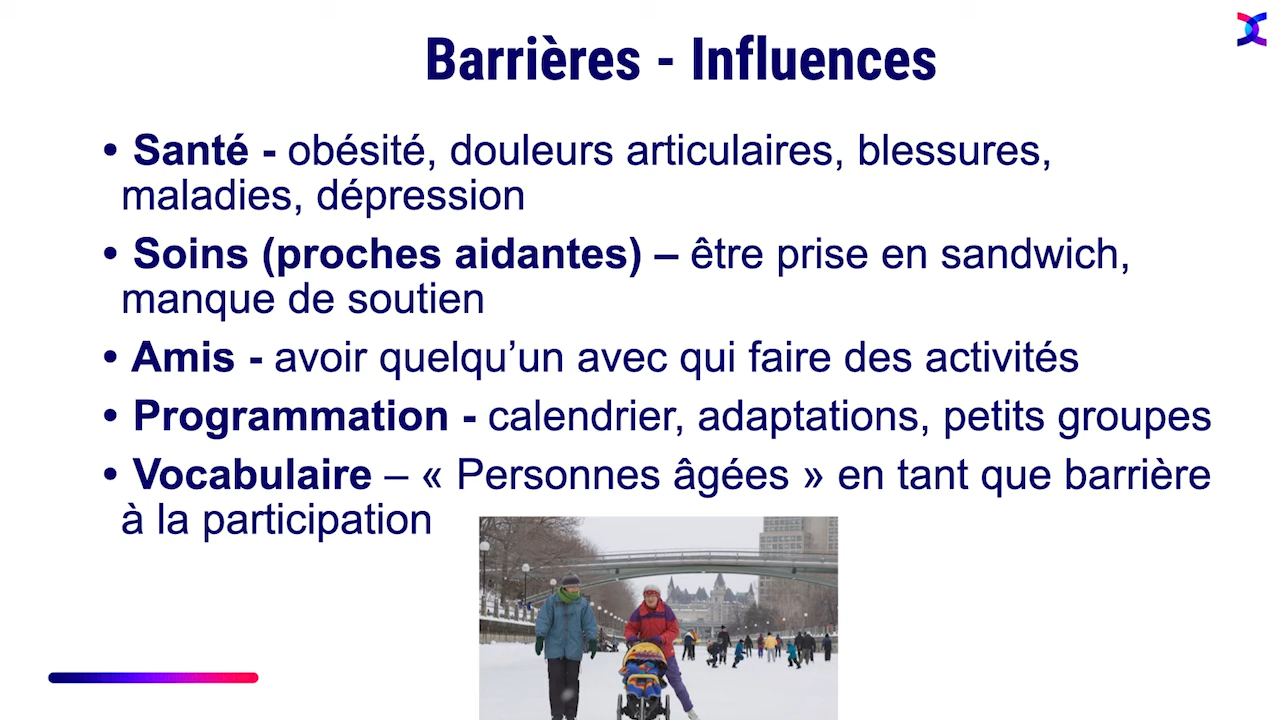 Barrières - Influences
• Santé - obésité, douleurs articulaires, blessures,
maladies, dépression
• Soins (proches aidantes) – être prise en sandwich,
manque de soutien
• Amis - avoir quelqu’un avec qui faire des activités
• Programmation - calendrier, adaptations, petits groupes
• Vocabulaire – « Personnes âgées » en tant que barrière
à la participation